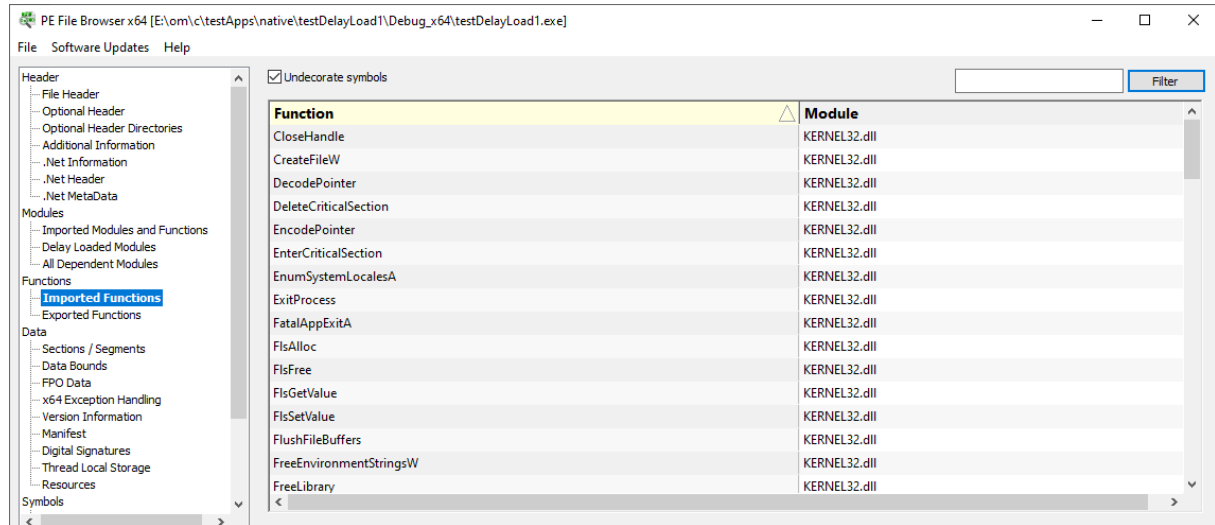 PE File Browser x64 [E:\om\c\testApps\native\testDelayLoad1\Debug_x64\testDelayLoad1.exe]
File Software Updates Help
Header
File Header
Optional Header
Optional Header Directories
Additional Information
.Net Information
.Net Header
.Net MetaData
Modules
Imported Modules and Functions
Delay Loaded Modules
All Dependent Modules
Functions
Imported Functions
Exported Functions
Data
Sections / Segments
Data Bounds
FPO Data
x64 Exception Handling
Version Information
Manifest
Digital Signatures
Thread Local Storage
Resources
Symbols
Undecorate symbols
Filter
Function Module
CloseHandle KERNEL32.dll
CreateFileW KERNEL32.dll
DecodePointer KERNEL32.dll
DeleteCriticalSection KERNEL32.dll
EncodePointer KERNEL32.dll
EnterCriticalSection KERNEL32.dll
EnumSystemLocalesA KERNEL32.dll
ExitProcess KERNEL32.dll
FatalAppExitA KERNEL32.dll
FlsAlloc KERNEL32.dll
FlsFree KERNEL32.dll
FlsGetValue KERNEL32.dll
FlsSetValue KERNEL32.dll
FlushFileBuffers KERNEL32.dll
FreeEnvironmentStringsW KERNEL32.dll
FreeLibrary KERNEL32.dll